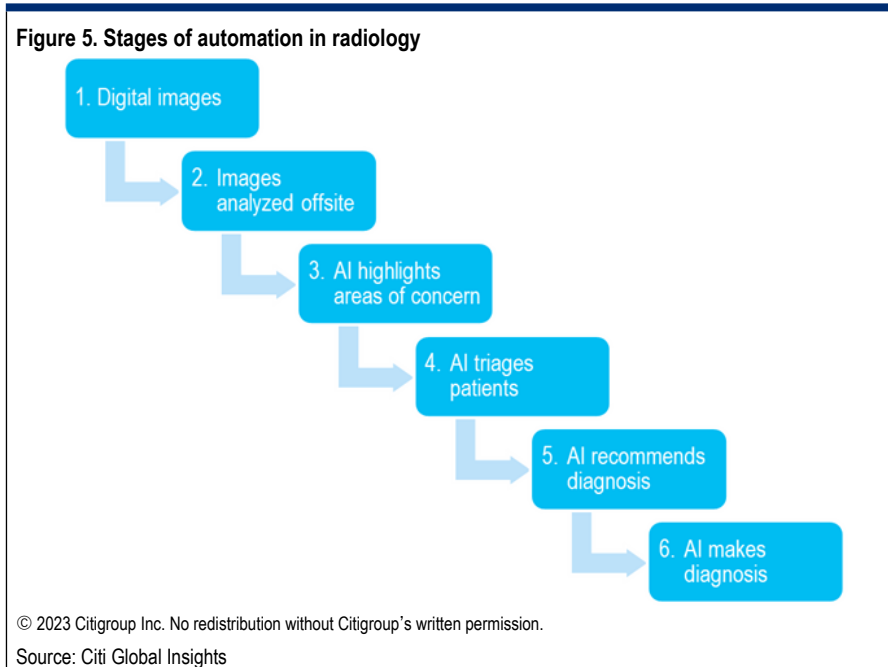 Figure 5. Stages of automation in radiology
1. Digital images
2. Images
analyzed offsite
3. AI highlights
areas of concern
4. AI triages
patients
5. AI recommends
diagnosis
6. AI makes
diagnosis
© 2023 Citigroup Inc. No redistribution without Citigroup’s written permission.
Source: Citi Global Insights